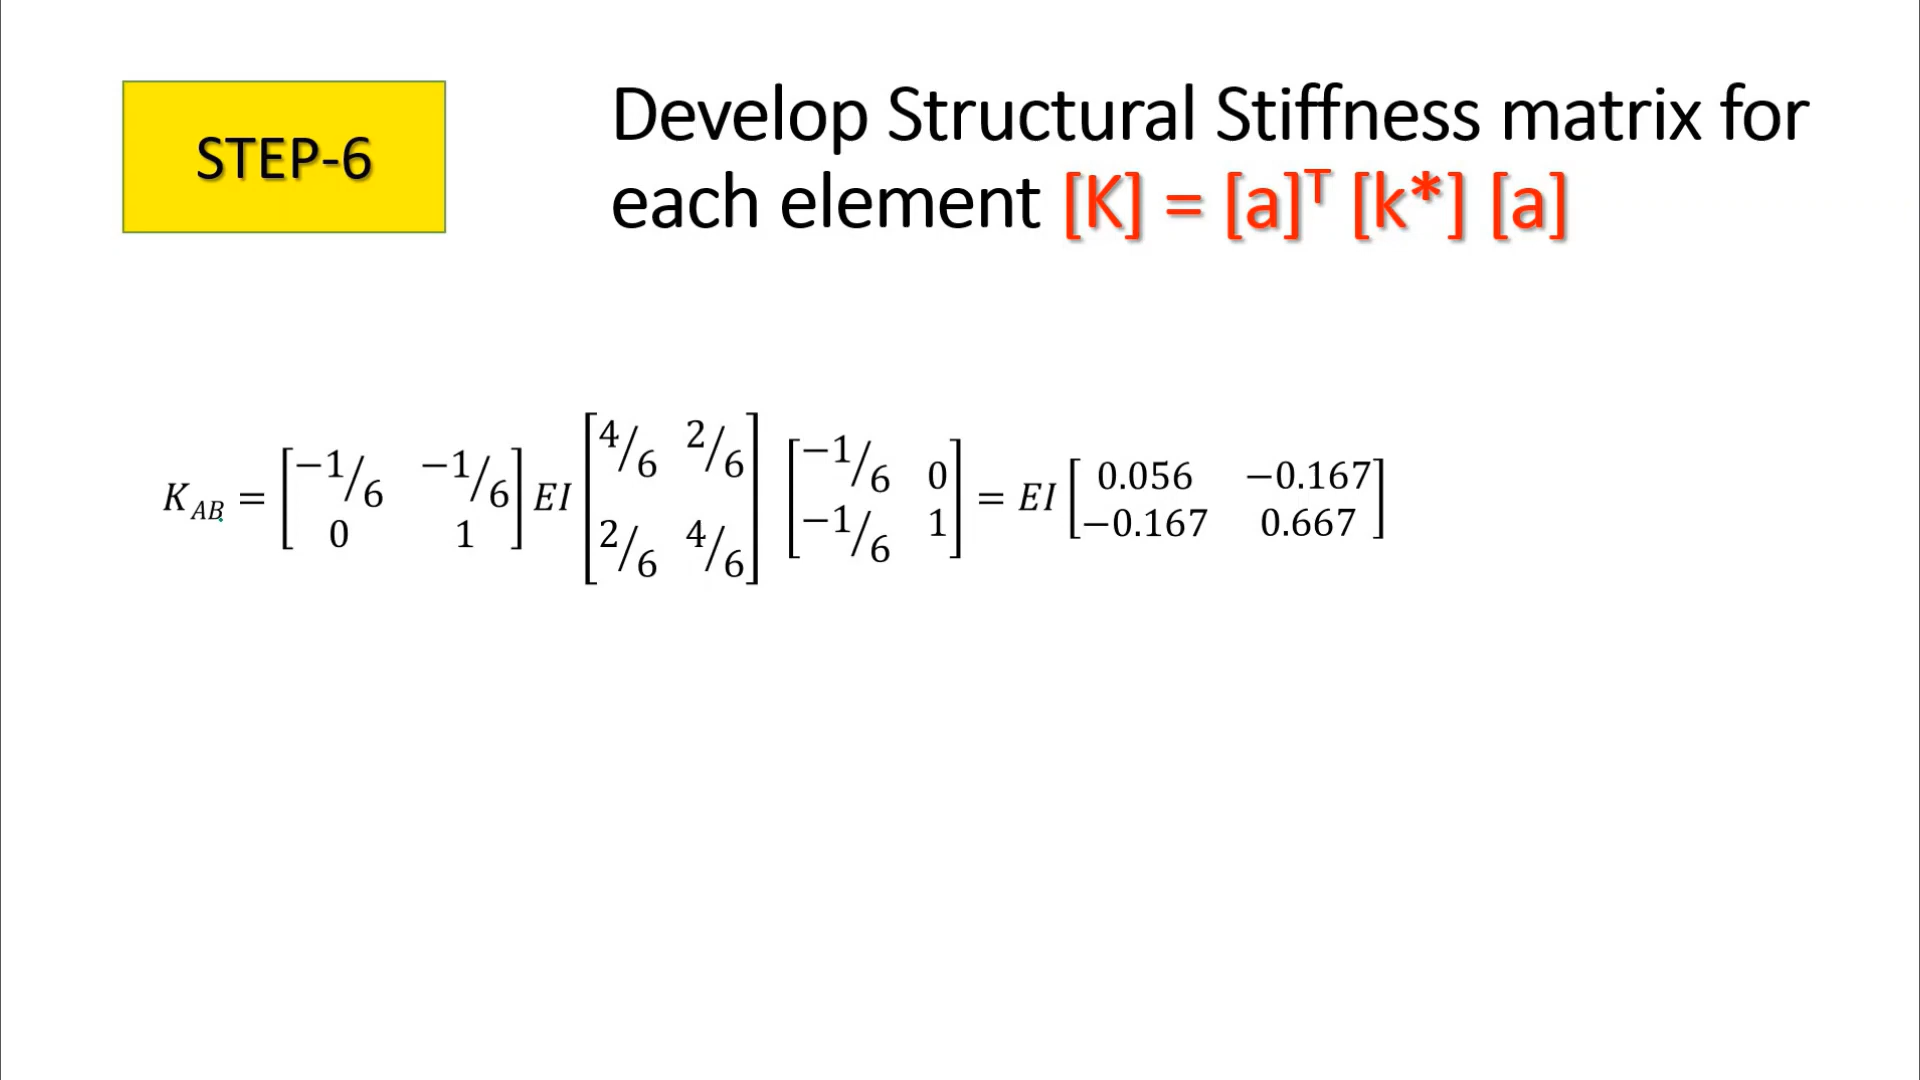 STEP-6
Develop Structural Stiffness matrix for
each element [K] = [a]ᵀ [k*] [a]
K_AB = [−1/6 −1/6; 0 1] EI [4/6 2/6; 2/6 4/6] [−1/6 0; −1/6 1] = EI [0.056 −0.167; −0.167 0.667]